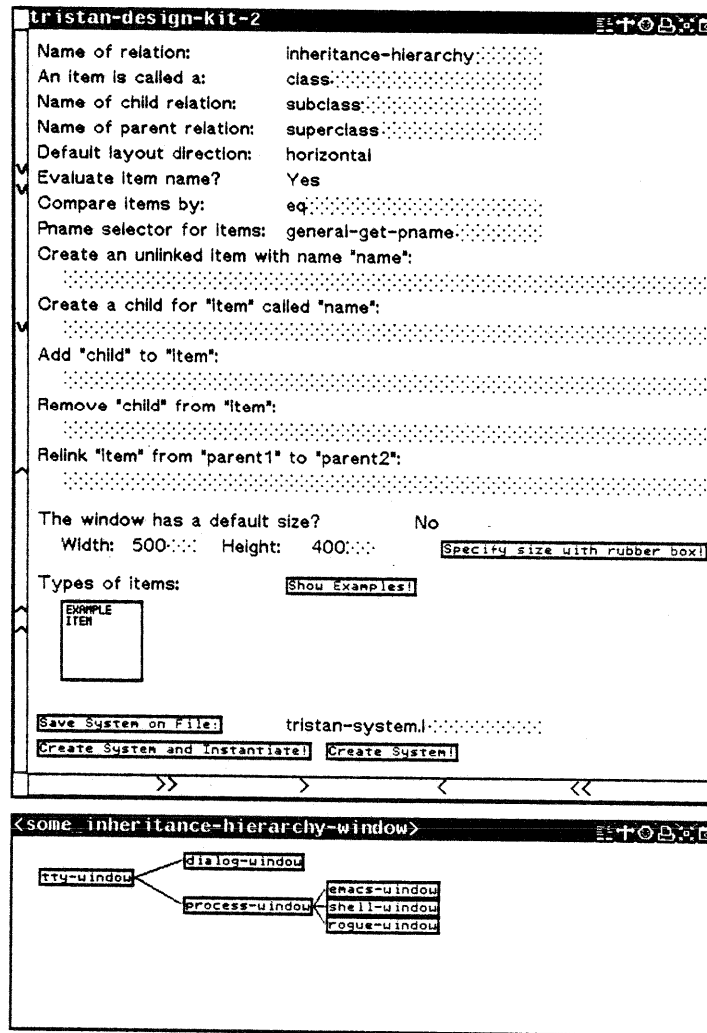 tristan-design-kit-2
Name of relation: inheritance-hierarchy
An item is called a: class
Name of child relation: subclass
Name of parent relation: superclass
Default layout direction: horizontal
Evaluate item name? Yes
Compare items by: eq
Pname selector for items: general-get-pname
Create an unlinked item with name "name":
Create a child for "item" called "name":
Add "child" to "item":
Remove "child" from "item":
Relink "item" from "parent1" to "parent2":
The window has a default size? No
Width: 500 Height: 400 Specify size with rubber box!
Types of items: Show Examples!
EXAMPLE
ITEM
Save System on File: tristan-system.l
Create System and Instantiate! Create System!
>> > < <<
<some inheritance-hierarchy-window>
dialog-window
tty-window
emacs-window
process-window shell-window
rogue-window